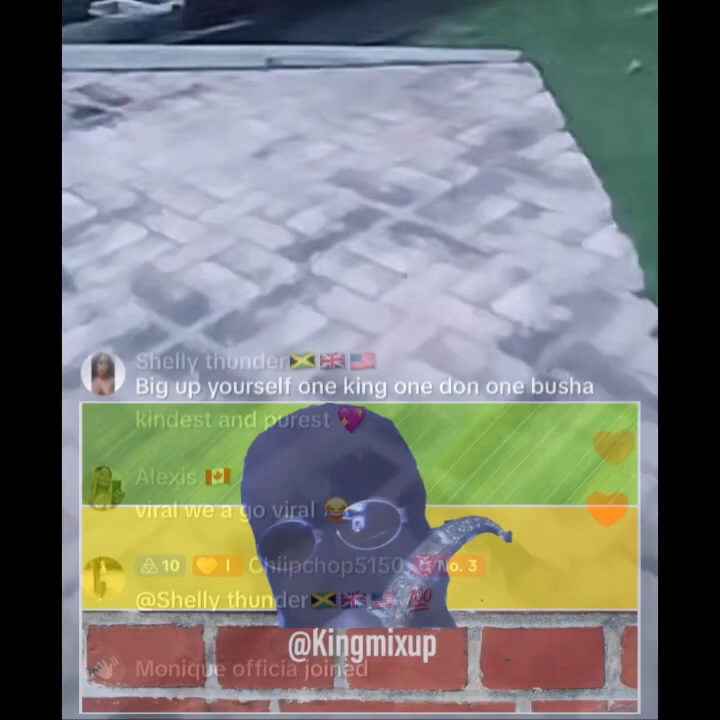 Shelly thunder🇯🇲🇬🇧🇺🇸
Big up yourself one king one don one busha
kindest and purest 💖
Alexis 🇨🇦
viral we a go viral 😂
10 I Chiipchop5150 No. 3
@Shelly thunder🇯🇲🇬🇧🇺🇸 💯
@Kingmixup
Monique officia joined